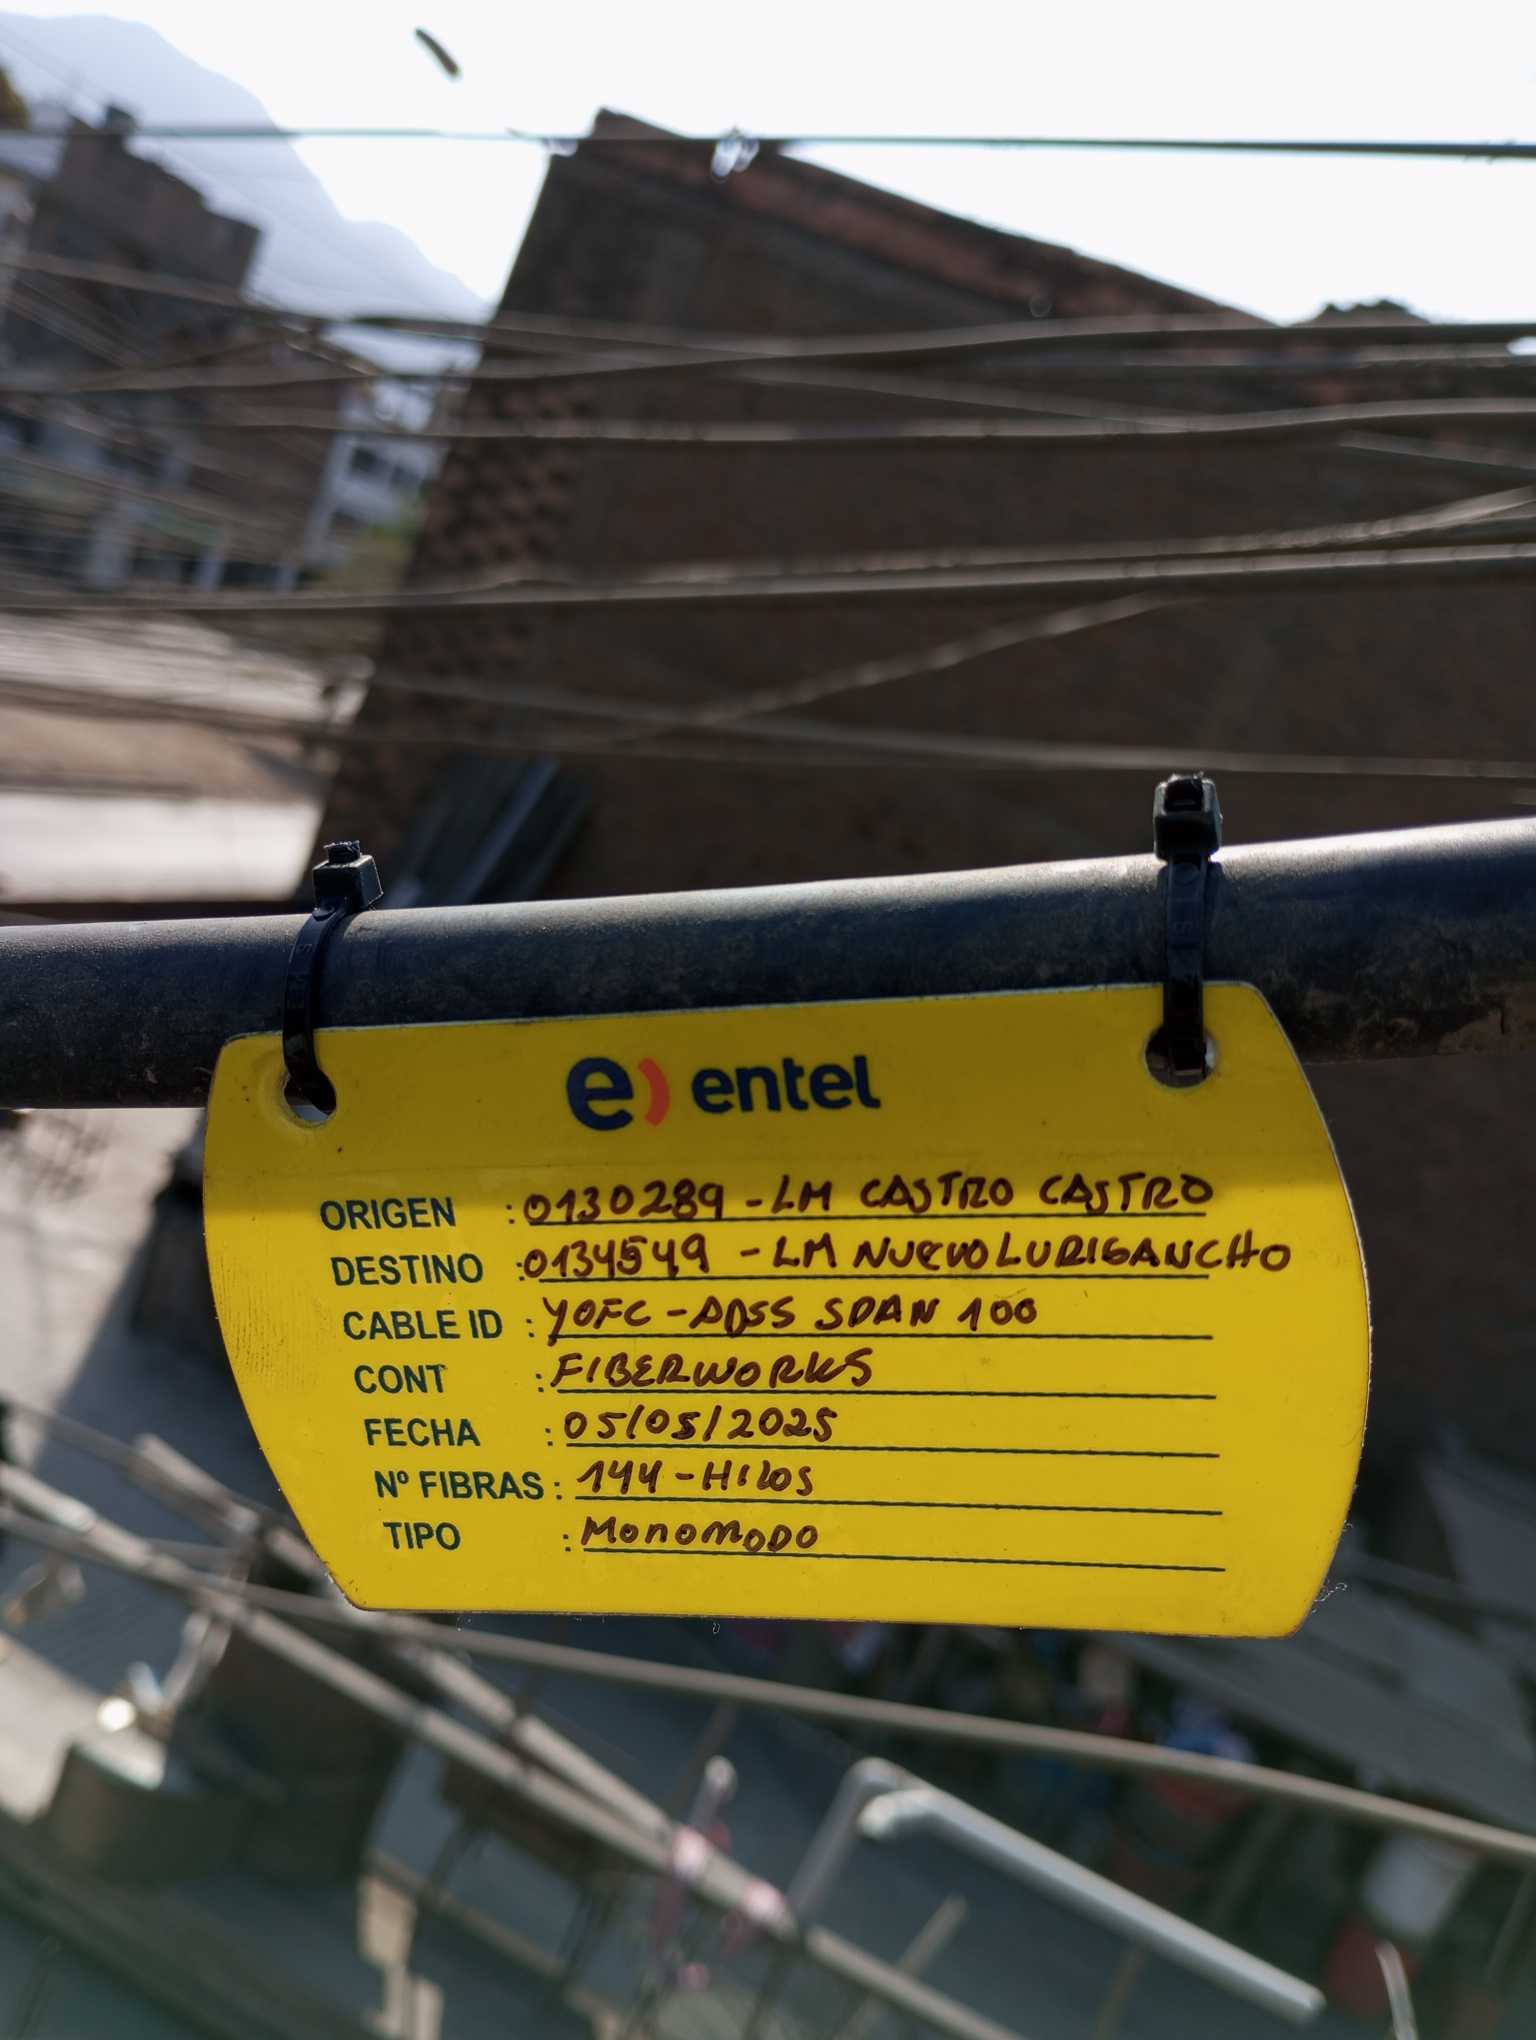 e) entel
ORIGEN : 0130289 - LM CASTRO CASTRO
DESTINO : 0134549 - LM NUEVO LURIGANCHO
CABLE ID : YOFC - ADSS SPAN 100
CONT : FIBERWORKS
FECHA : 05/05/2025
Nº FIBRAS : 144 - HILOS
TIPO : MONOMODO